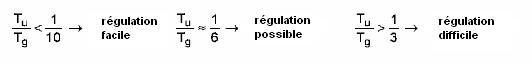 Tu/Tg < 1/10 → régulation facile
Tu/Tg ≈ 1/6 → régulation possible
Tu/Tg > 1/3 → régulation difficile